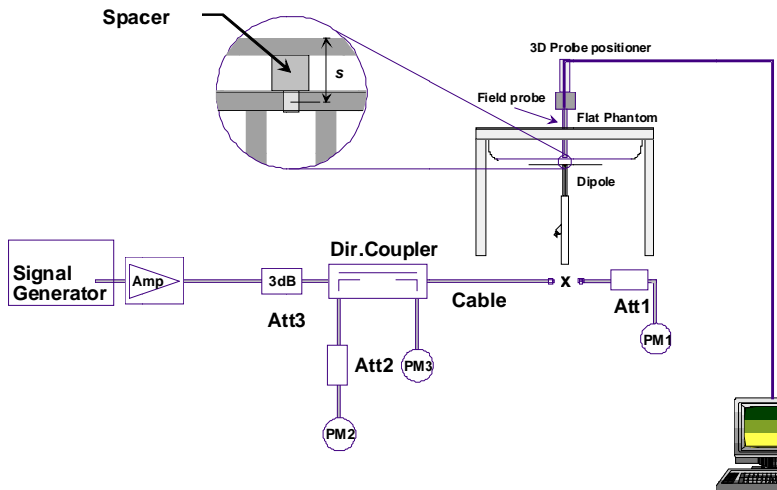 Spacer
s
3D Probe positioner
Field probe
Flat Phantom
Dipole
Signal
Generator
Amp
3dB
Att3
Dir.Coupler
Cable
x
Att1
PM1
Att2
PM3
PM2